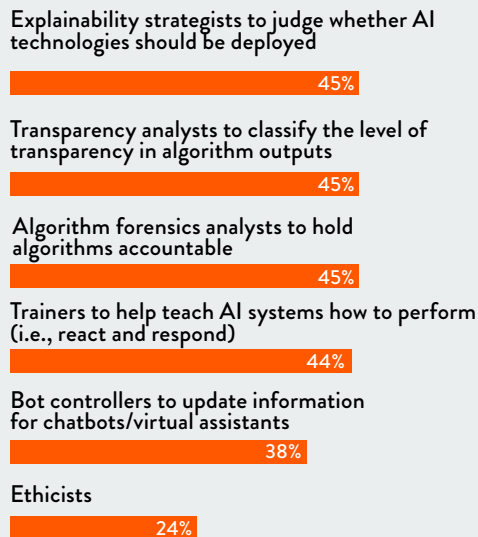 Explainability strategists to judge whether AI
technologies should be deployed
45%
Transparency analysts to classify the level of
transparency in algorithm outputs
45%
Algorithm forensics analysts to hold
algorithms accountable
45%
Trainers to help teach AI systems how to perform
(i.e., react and respond)
44%
Bot controllers to update information
for chatbots/virtual assistants
38%
Ethicists
24%